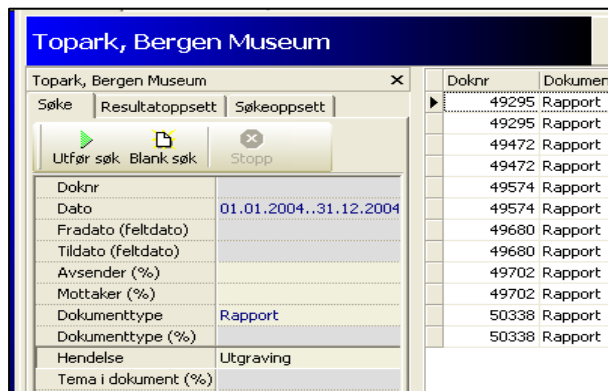 Topark, Bergen Museum
Topark, Bergen Museum
Søke Resultatoppsett Søkeoppsett
Utfør søk Blank søk Stopp
Doknr
Dato 01.01.2004..31.12.2004
Fradato (feltdato)
Tildato (feltdato)
Avsender (%)
Mottaker (%)
Dokumenttype Rapport
Dokumenttype (%)
Hendelse Utgraving
Tema i dokument (%)
Doknr Dokumen
49295 Rapport
49295 Rapport
49472 Rapport
49472 Rapport
49574 Rapport
49574 Rapport
49680 Rapport
49680 Rapport
49702 Rapport
49702 Rapport
50338 Rapport
50338 Rapport